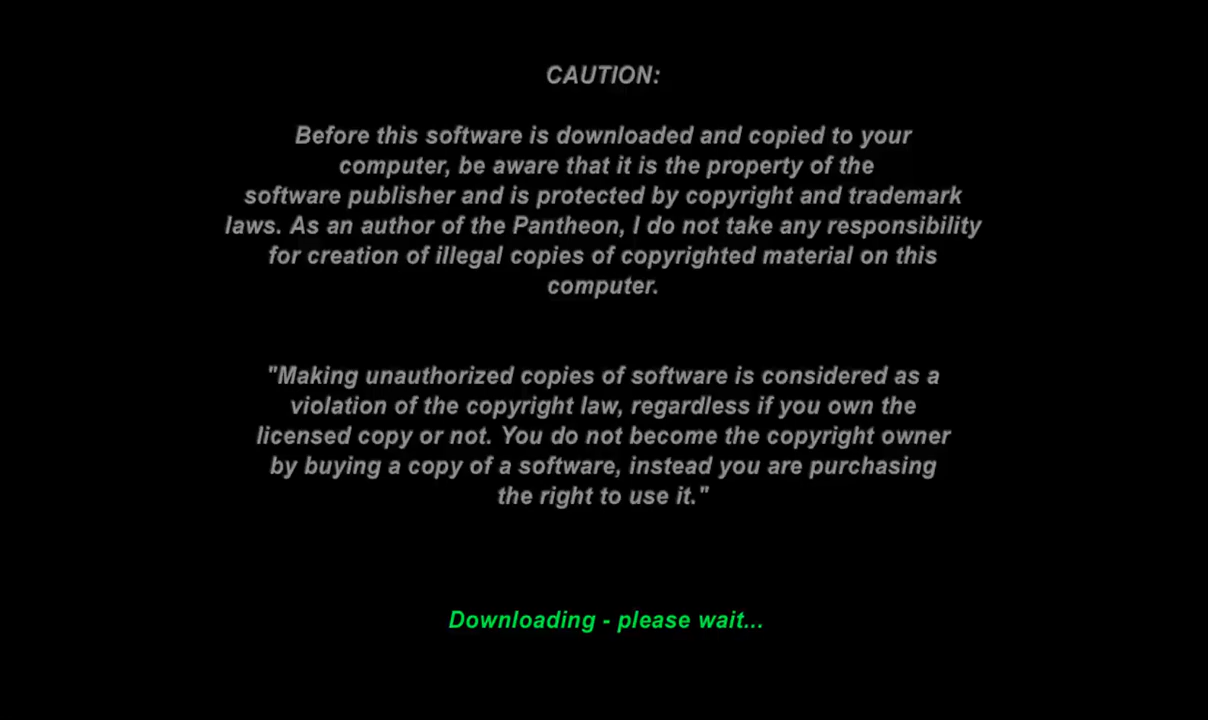 CAUTION:
Before this software is downloaded and copied to your
computer, be aware that it is the property of the
software publisher and is protected by copyright and trademark
laws. As an author of the Pantheon, I do not take any responsibility
for creation of illegal copies of copyrighted material on this
computer.
"Making unauthorized copies of software is considered as a
violation of the copyright law, regardless if you own the
licensed copy or not. You do not become the copyright owner
by buying a copy of a software, instead you are purchasing
the right to use it."
Downloading - please wait...